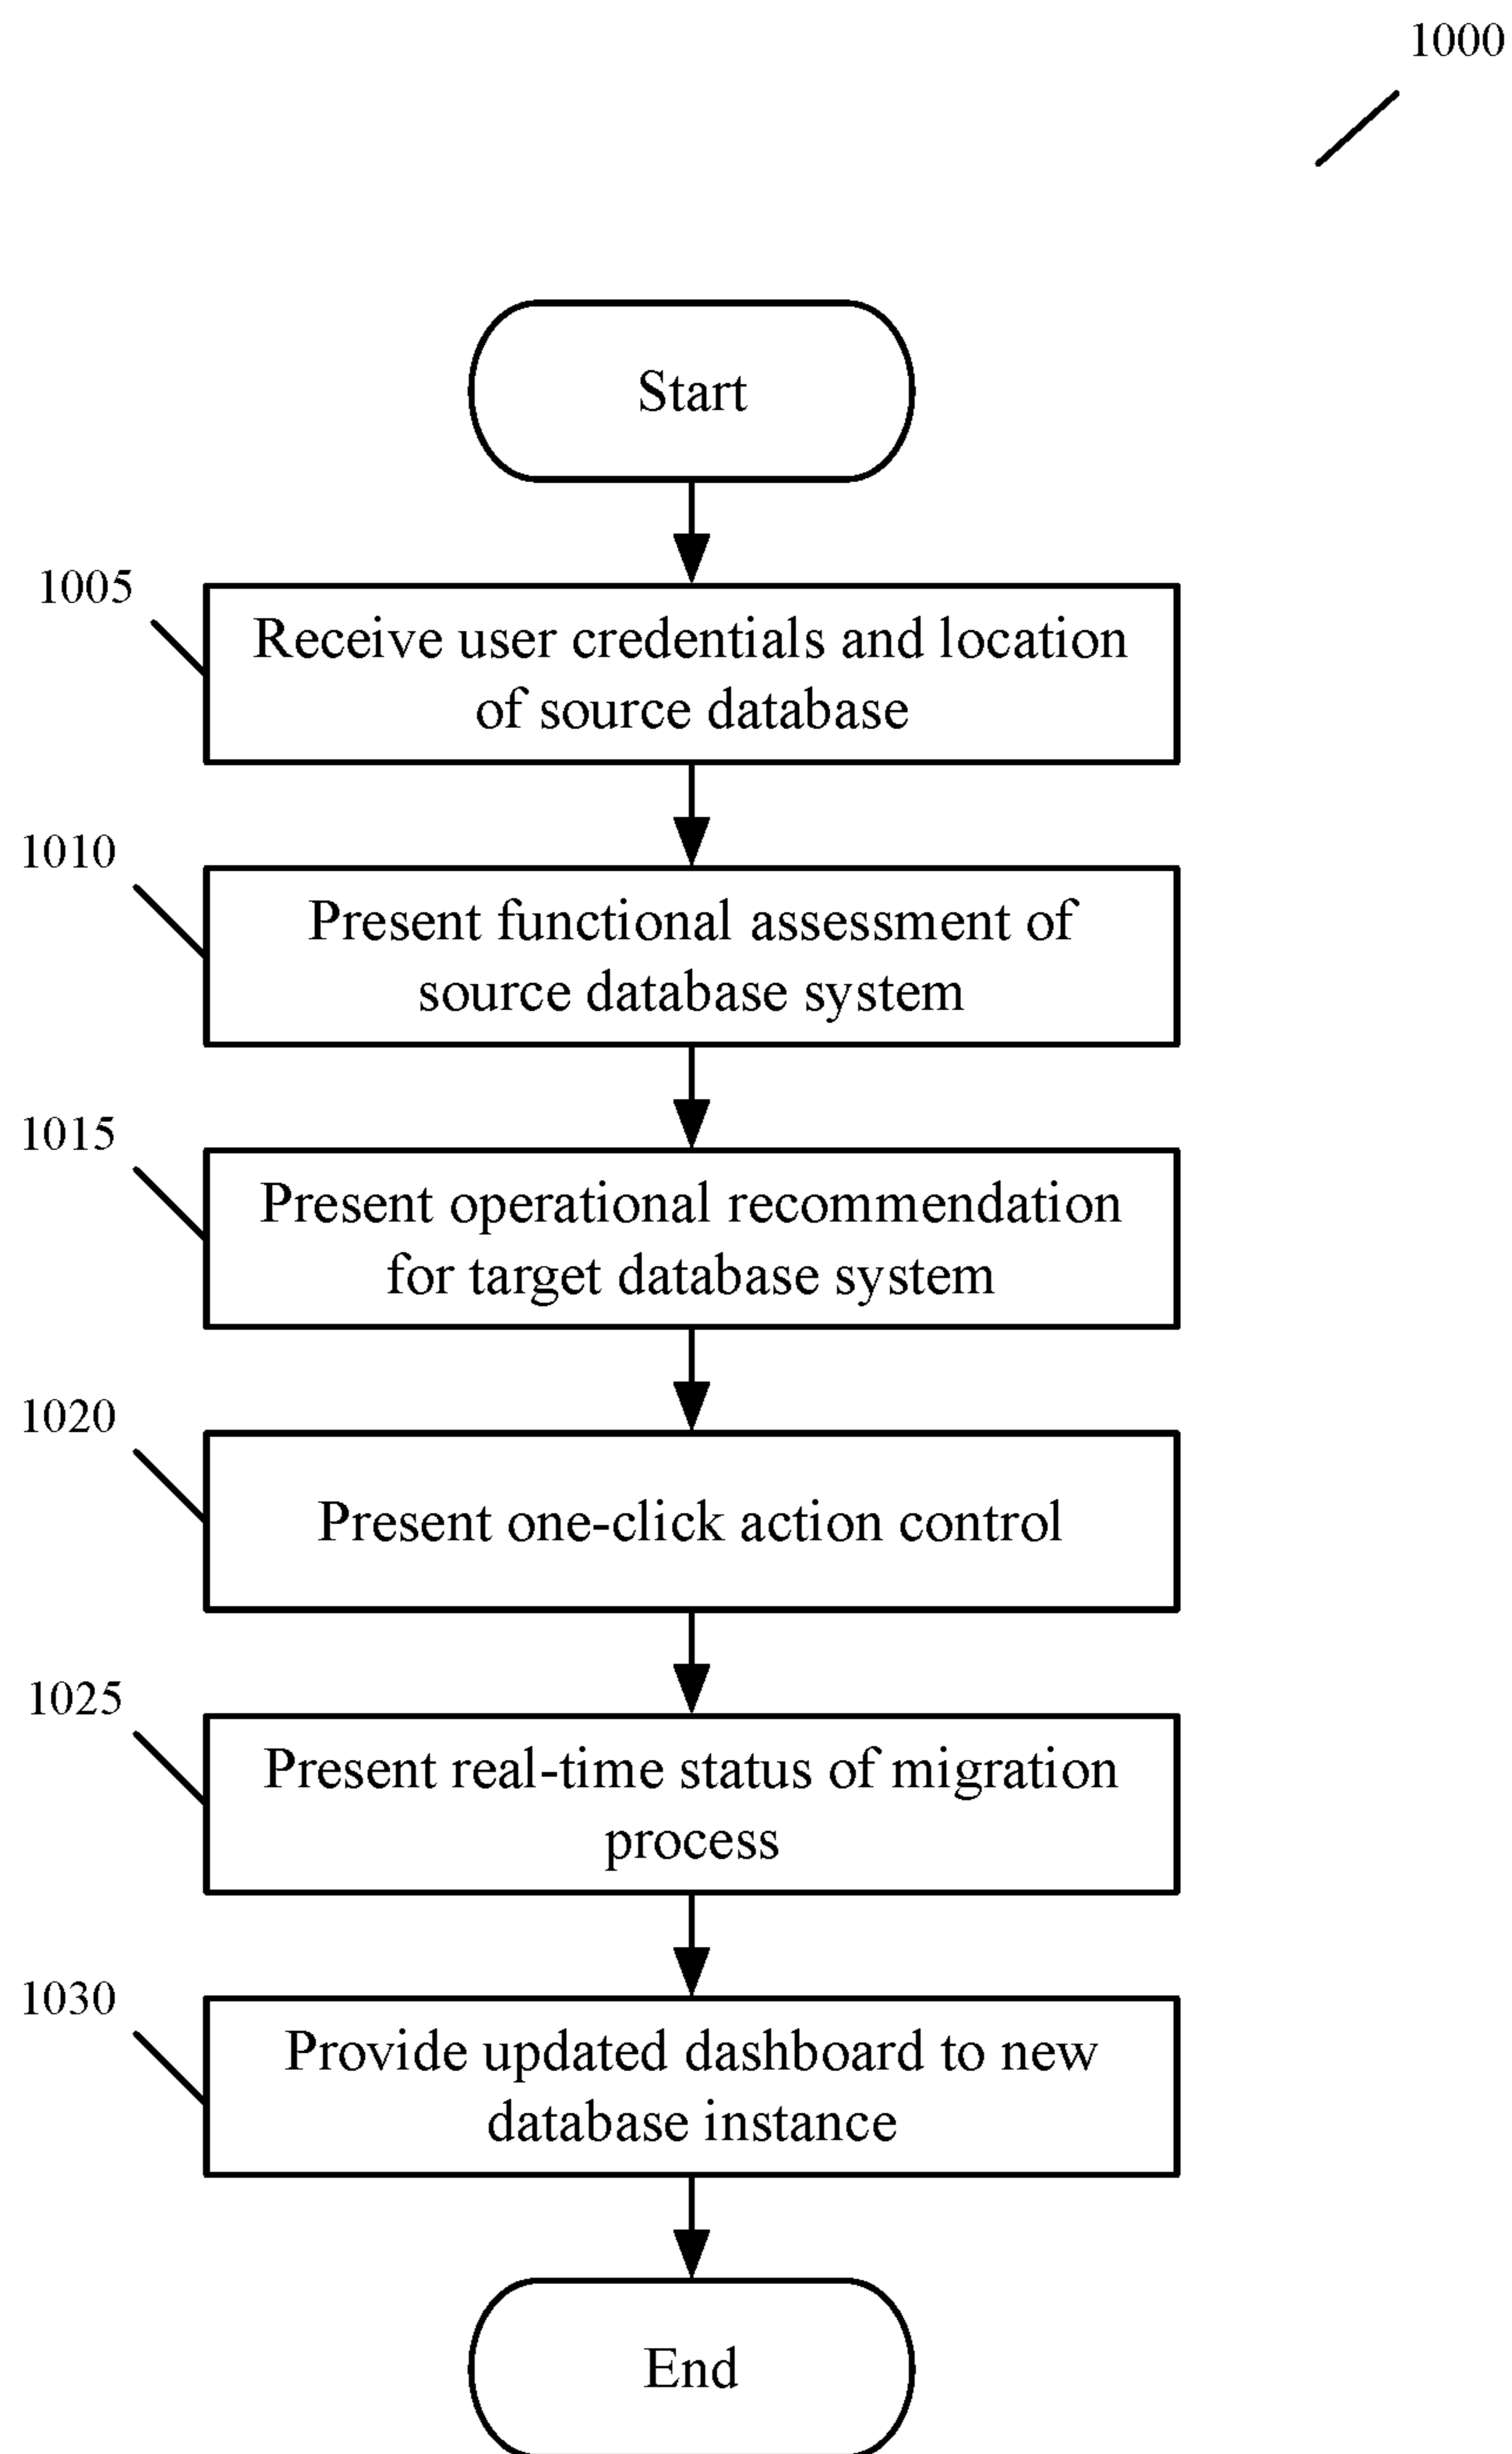 1000
Start
1005
Receive user credentials and location
of source database
1010
Present functional assessment of
source database system
1015
Present operational recommendation
for target database system
1020
Present one-click action control
1025
Present real-time status of migration
process
1030
Provide updated dashboard to new
database instance
End